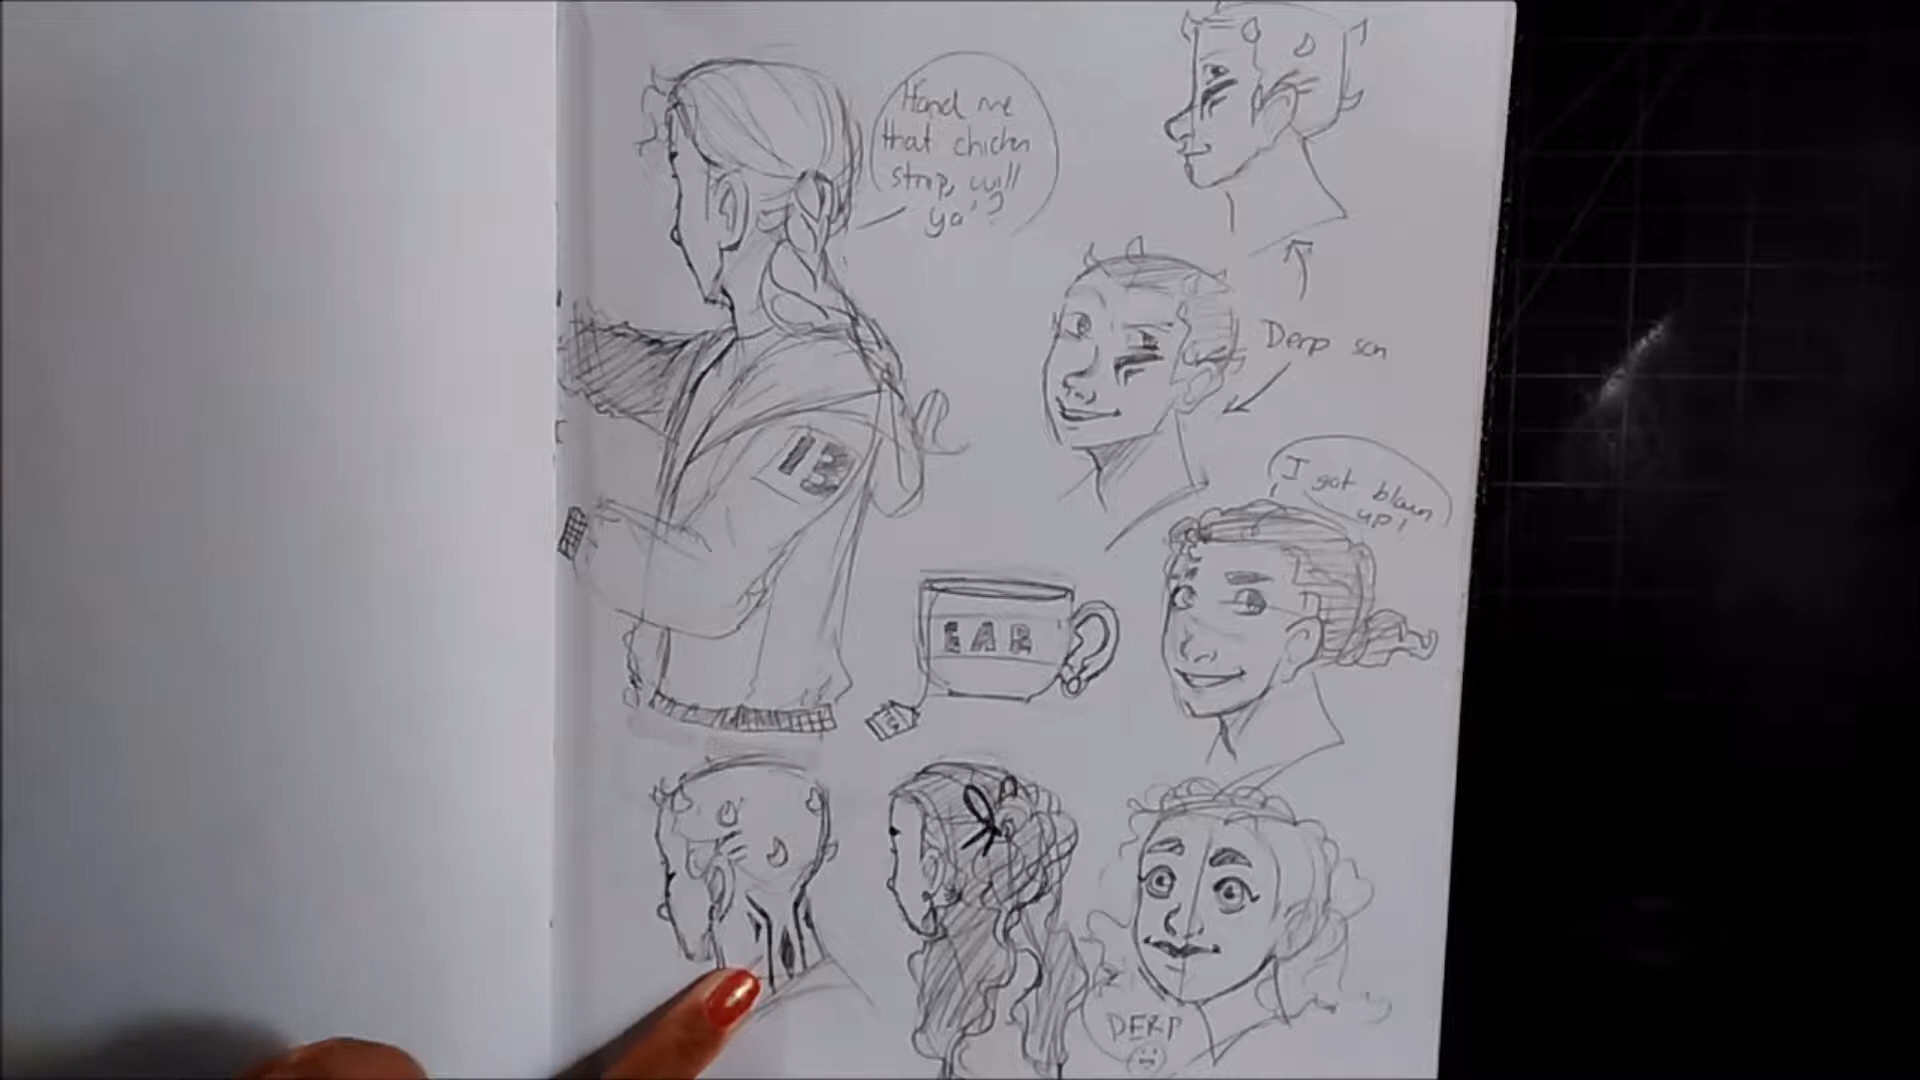 Hand me
that chicken
strip, will
ya'?
Derp son
13
I got blown
up!
EAR
DERP